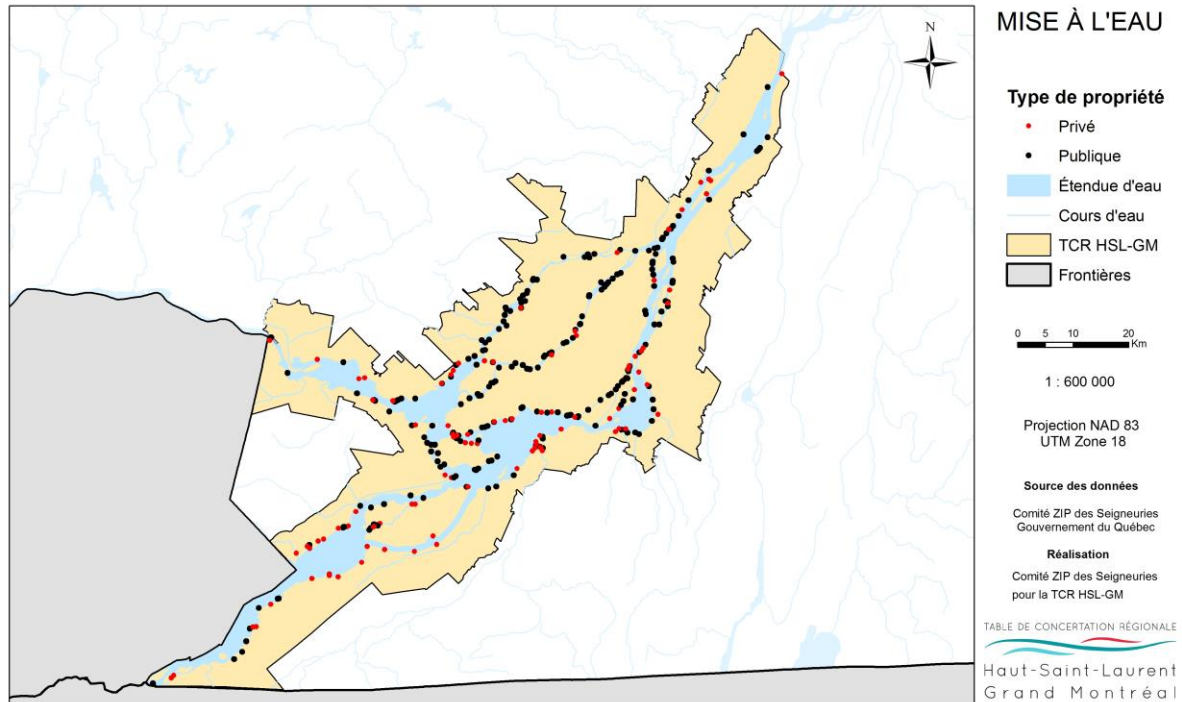 N
MISE À L'EAU
Type de propriété
Privé
Publique
Étendue d'eau
Cours d'eau
TCR HSL-GM
Frontières
0 5 10 20
Km
1 : 600 000
Projection NAD 83
UTM Zone 18
Source des données
Comité ZIP des Seigneuries
Gouvernement du Québec
Réalisation
Comité ZIP des Seigneuries
pour la TCR HSL-GM
TABLE DE CONCERTATION RÉGIONALE
Haut-Saint-Laurent
Grand Montréal